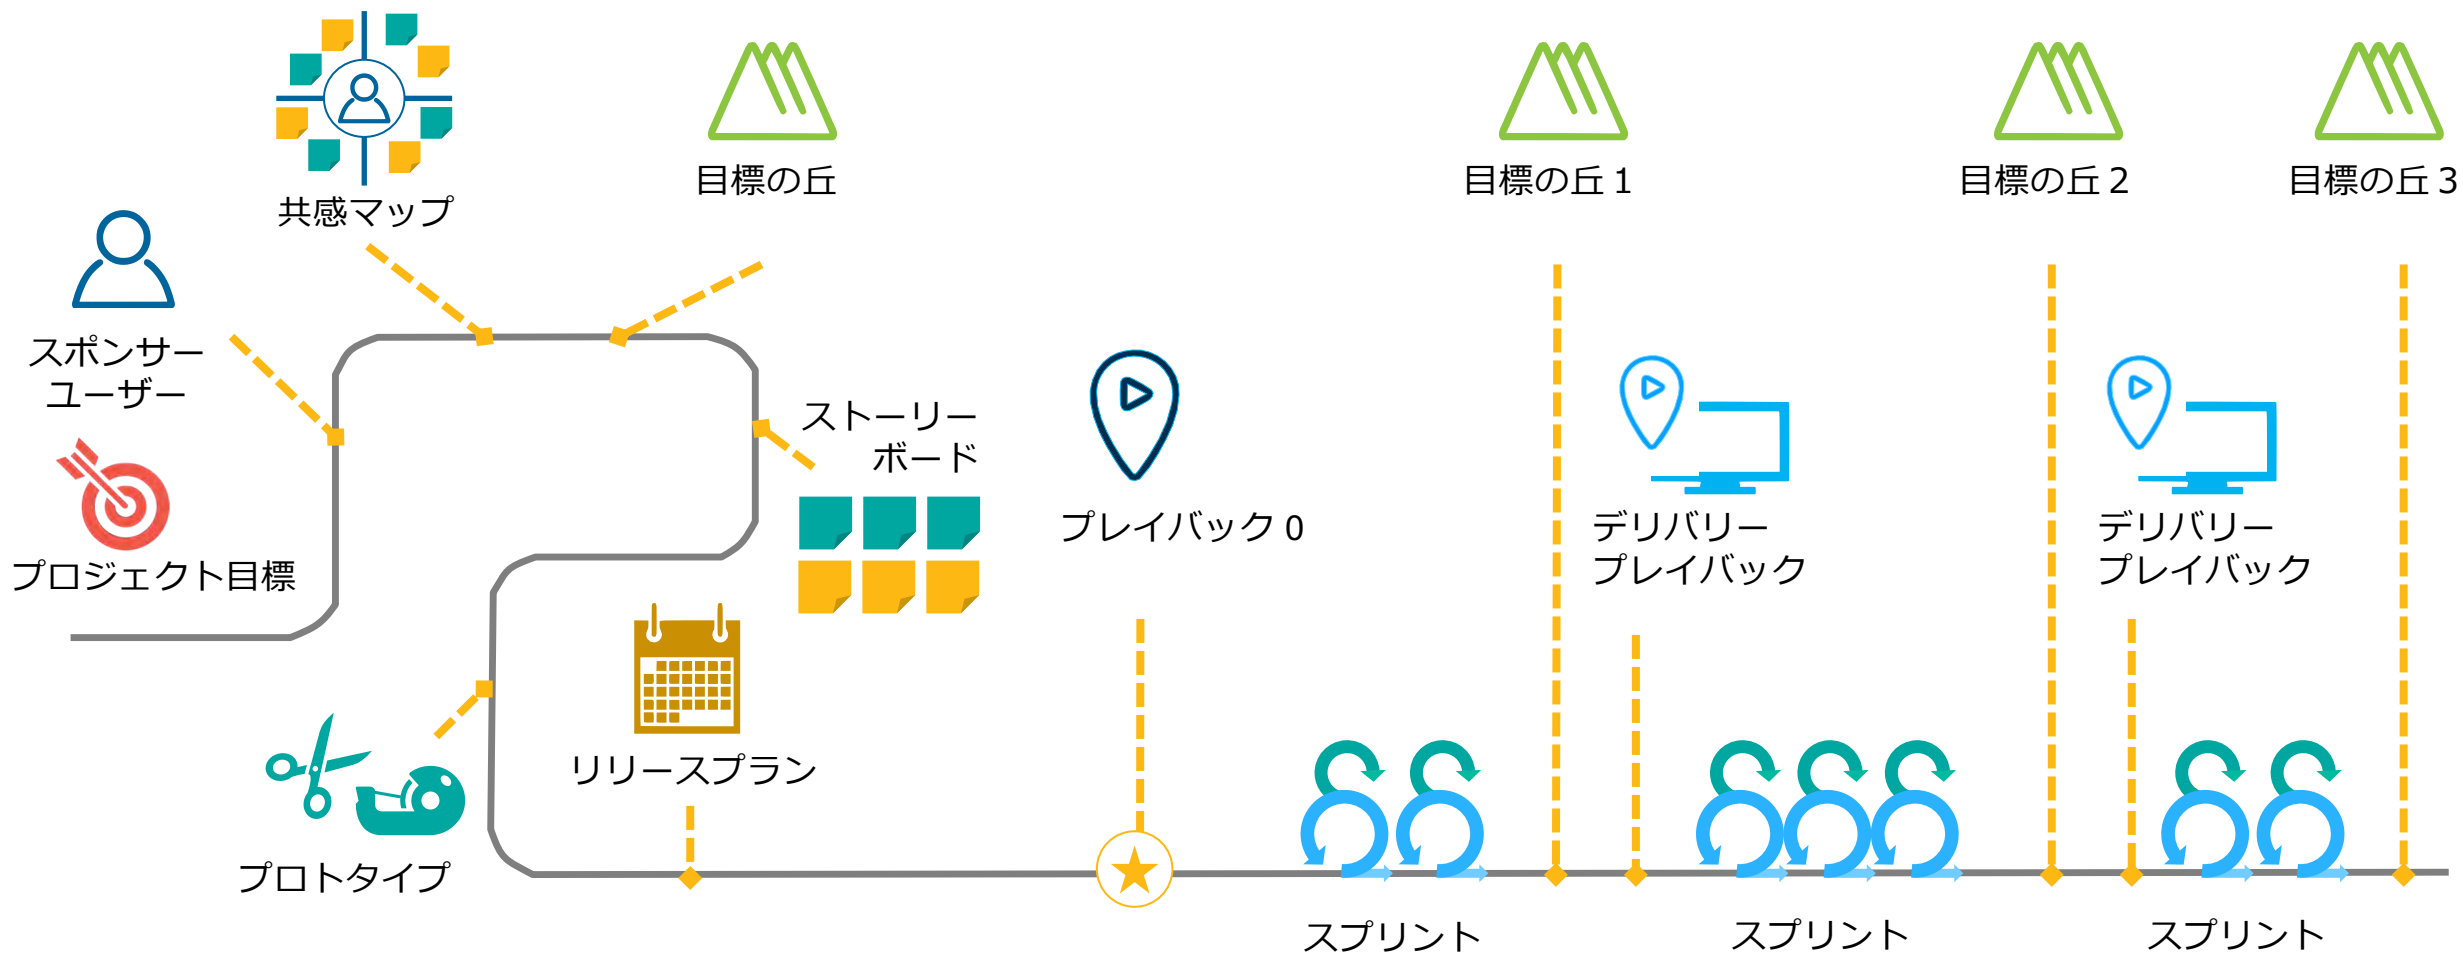 共感マップ
目標の丘
目標の丘1
目標の丘2
目標の丘3
スポンサー
ユーザー
プロジェクト目標
ストーリー
ボード
プレイバック0
デリバリー
プレイバック
デリバリー
プレイバック
プロトタイプ
リリースプラン
スプリント
スプリント
スプリント